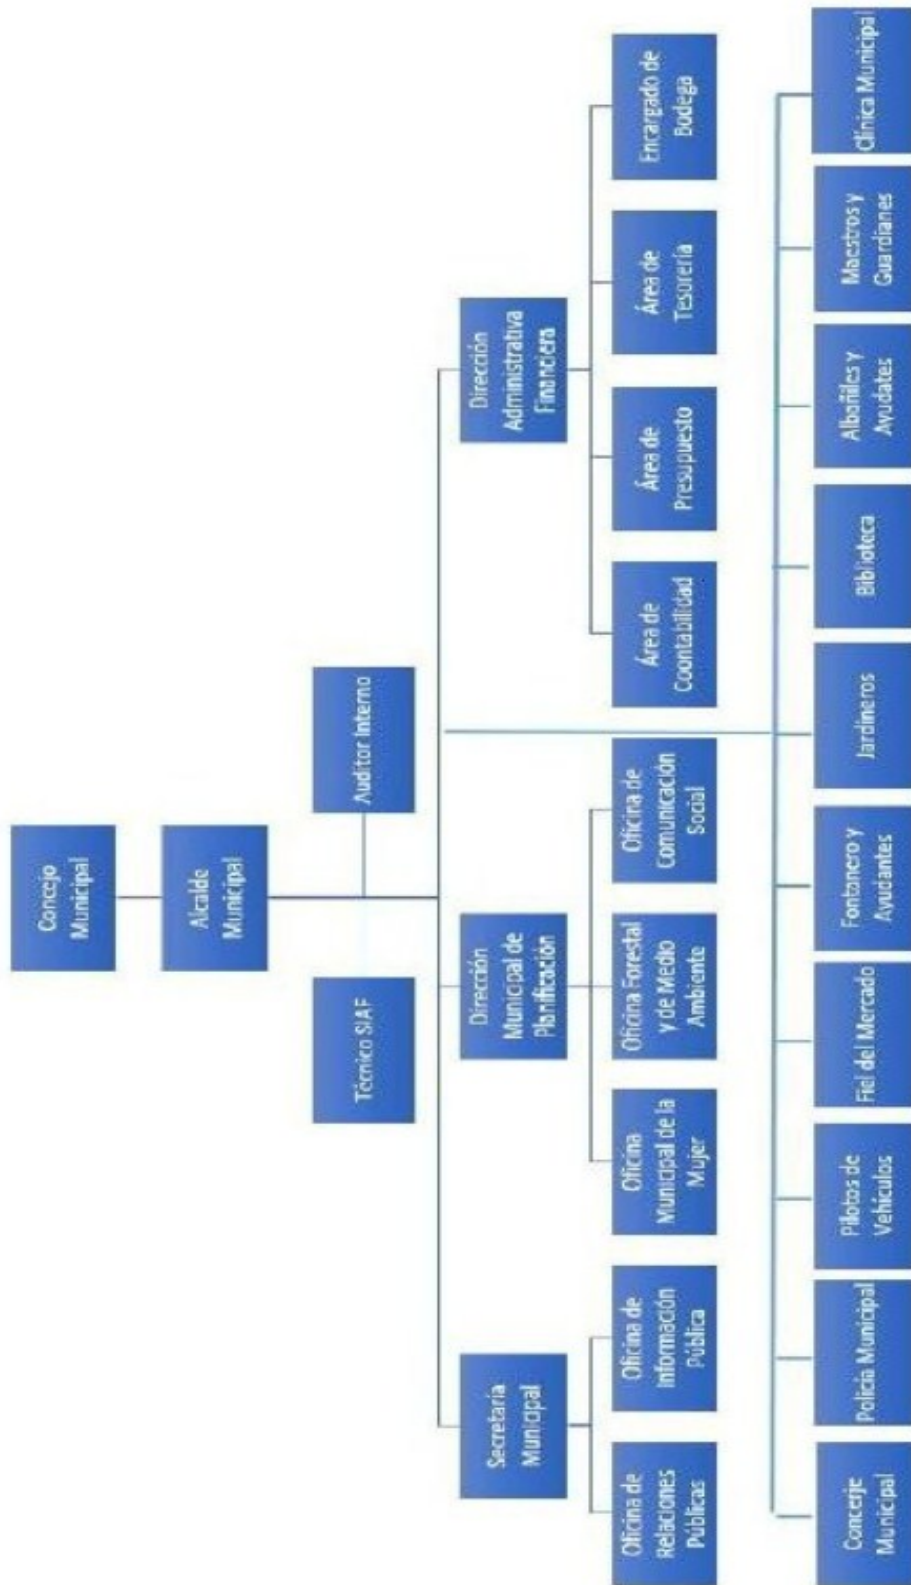 Concejo
Municipal
Alcalde
Municipal
Técnico SIAF
Auditor Interno
Secretaría
Municipal
Dirección
Municipal de
Planificación
Dirección
Administrativa
Financiera
Oficina de
Relaciones
Públicas
Oficina de
Información
Pública
Oficina
Municipal de la
Mujer
Oficina Forestal
y de Medio
Ambiente
Oficina de
Comunicación
Social
Área de
Coontabilidad
Área de
Presupuesto
Área de
Tesorería
Encargado de
Bodega
Concerje
Municipal
Policía Municipal
Pilotos de
Vehículos
Fiel del Mercado
Fontanero y
Ayudantes
Jardineros
Biblioteca
Albañiles y
Ayudates
Maestros y
Guardianes
Clínica Municipal